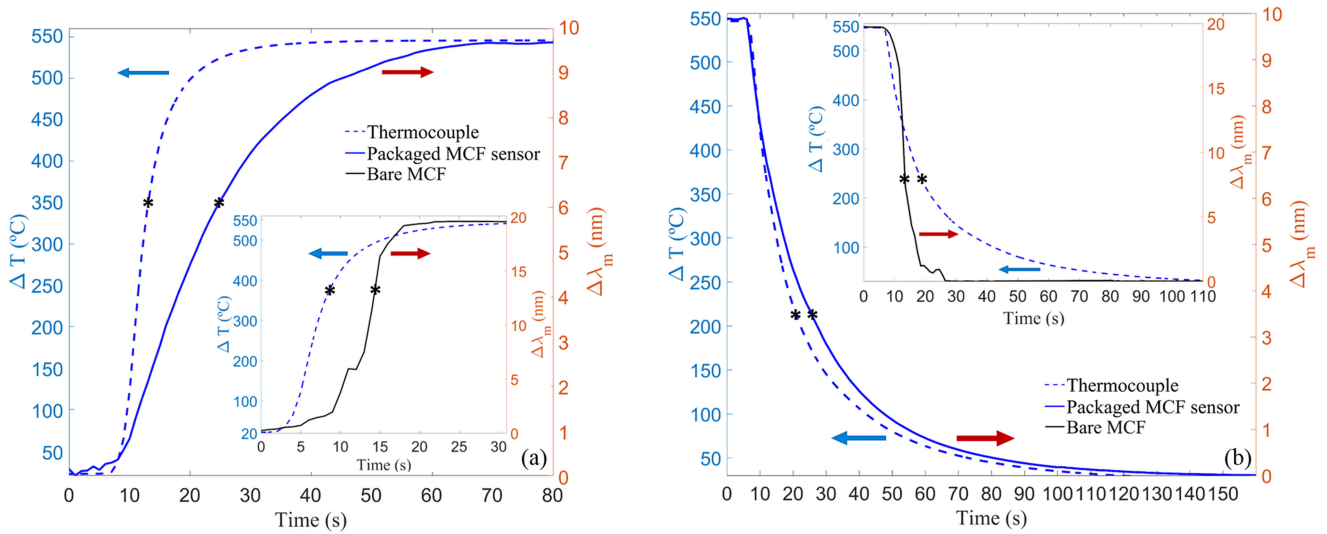 550
500
450
400
350
300
250
200
150
100
50
Δ T (ºC)
10
9
8
7
6
5
4
3
2
1
0
Δλm (nm)
Thermocouple
Packaged MCF sensor
Bare MCF
550
500
400
300
200
100
20
Δ T (ºC)
20
15
10
5
0
Δλm (nm)
0 5 10 15 20 25 30
Time (s)
(a)
0 10 20 30 40 50 60 70 80
Time (s)
550
500
450
400
350
300
250
200
150
100
50
Δ T (ºC)
10
9
8
7
6
5
4
3
2
1
0
Δλm (nm)
550
500
400
300
200
100
Δ T (ºC)
20
15
10
5
0
Δλm (nm)
0 10 20 30 40 50 60 70 80 90 100 110
Time (s)
Thermocouple
Packaged MCF sensor
Bare MCF
(b)
0 10 20 30 40 50 60 70 80 90 100 110 120 130 140 150
Time (s)